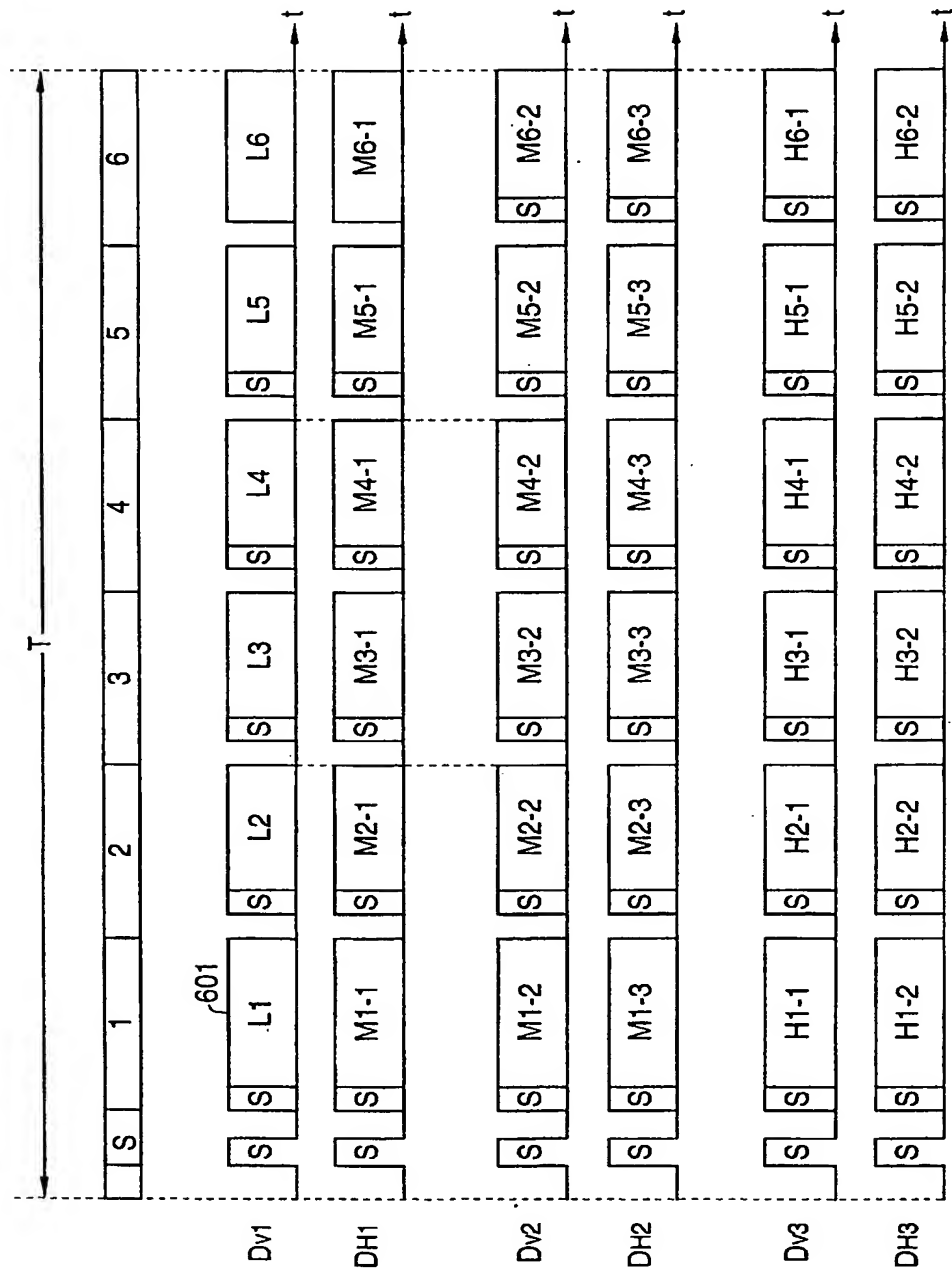 T
S 1 2 3 4 5 6
601
Dv1 S S L1 S L2 S L3 S L4 S L5 L6 t
DH1 S S M1-1 S M2-1 S M3-1 S M4-1 S M5-1 M6-1 t
Dv2 S S M1-2 S M2-2 S M3-2 S M4-2 S M5-2 S M6-2 t
DH2 S S M1-3 S M2-3 S M3-3 S M4-3 S M5-3 S M6-3 t
Dv3 S S H1-1 S H2-1 S H3-1 S H4-1 S H5-1 S H6-1 t
DH3 S S H1-2 S H2-2 S H3-2 S H4-2 S H5-2 S H6-2 t